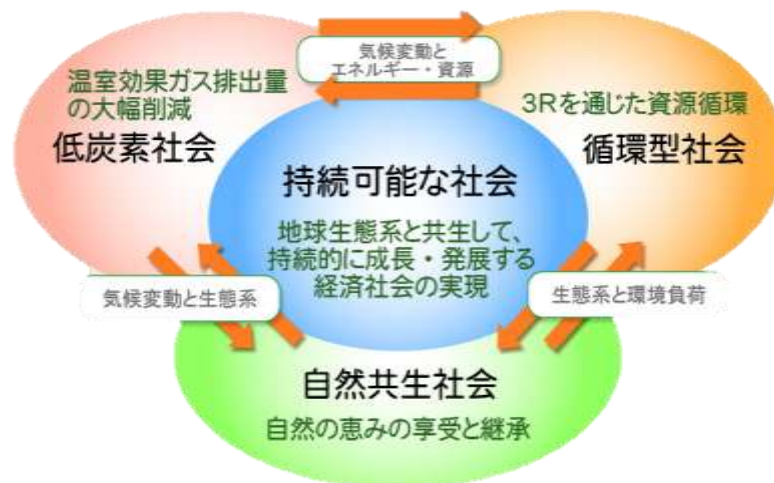 気候変動と
エネルギー・資源
温室効果ガス排出量
の大幅削減
低炭素社会
3Rを通じた資源循環
循環型社会
持続可能な社会
地球生態系と共生して、
持続的に成長・発展する
経済社会の実現
気候変動と生態系
生態系と環境負荷
自然共生社会
自然の恵みの享受と継承